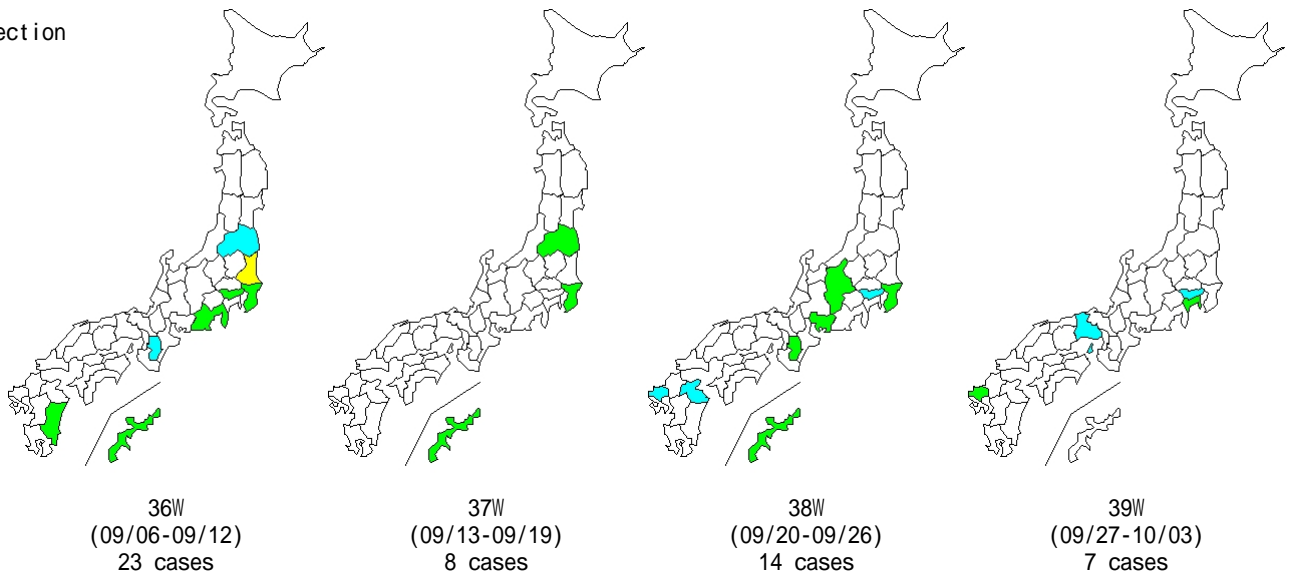 ection
36W
(09/06-09/12)
23 cases
37W
(09/13-09/19)
8 cases
38W
(09/20-09/26)
14 cases
39W
(09/27-10/03)
7 cases